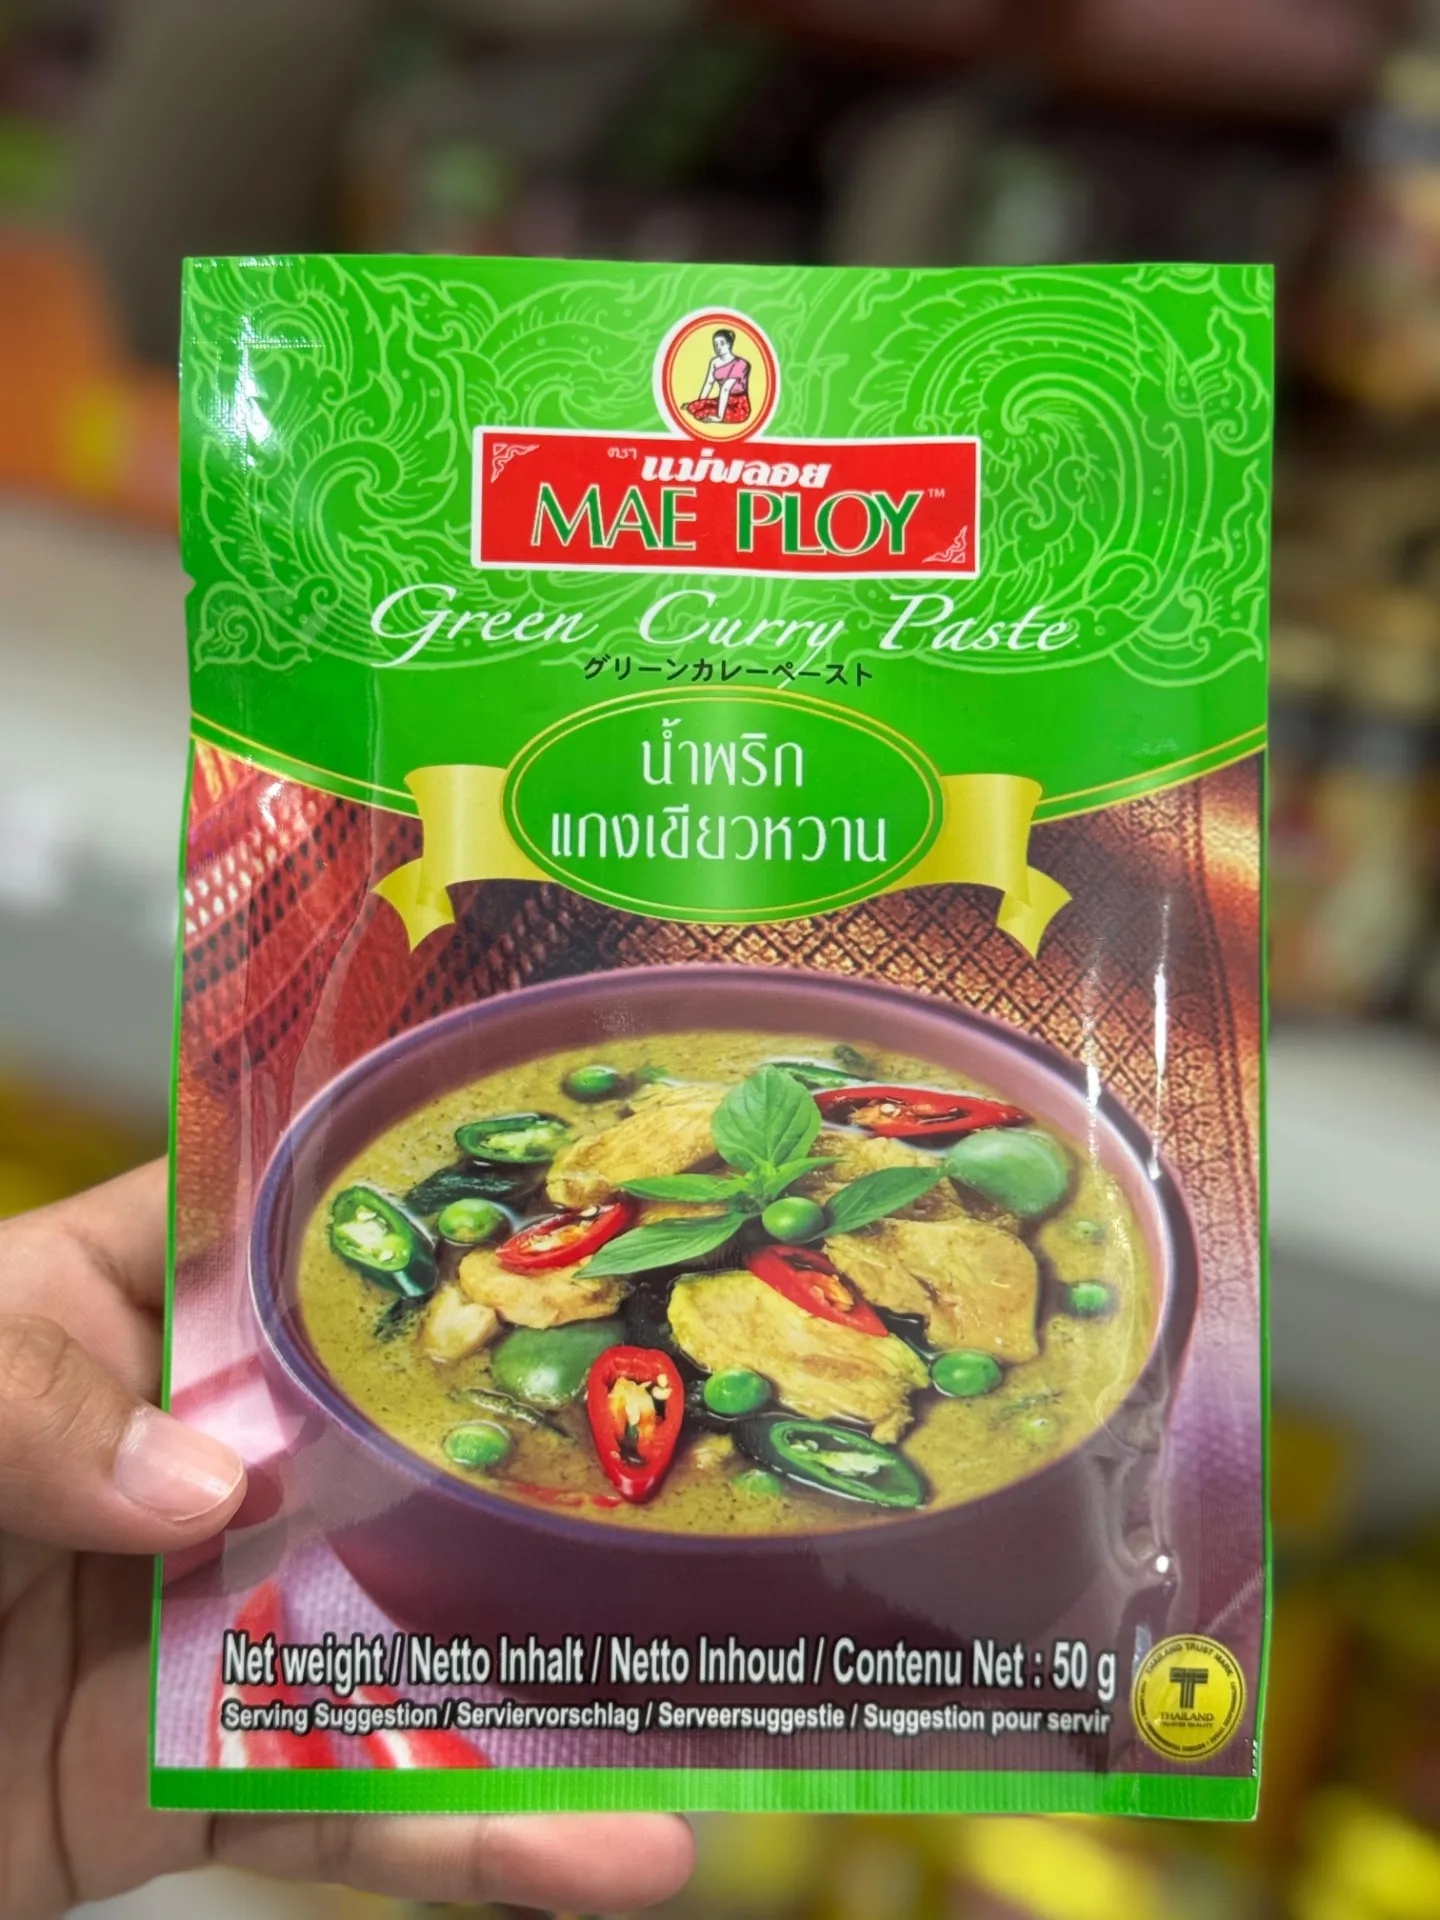 ตรา แม่พลอย
MAE PLOY™
Green Curry Paste
グリーンカレーペースト
น้ำพริก
แกงเขียวหวาน
Net weight / Netto Inhalt / Netto Inhoud / Contenu Net : 50 g
Serving Suggestion / Serviervorschlag / Serveersuggestie / Suggestion pour servir
THAILAND TRUST MARK
T
THAILAND